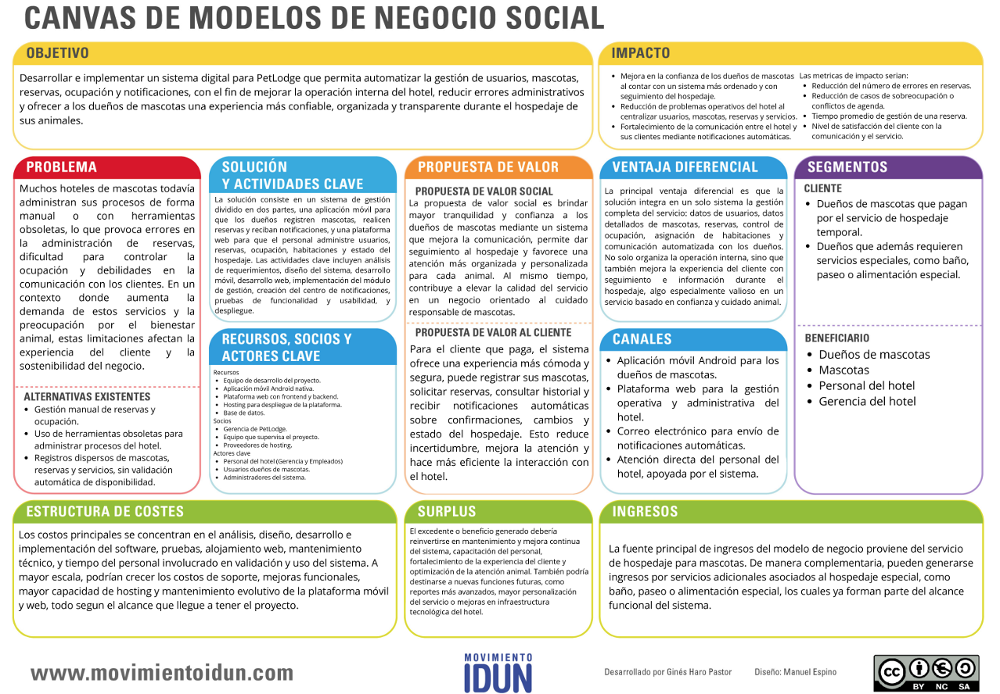 CANVAS DE MODELOS DE NEGOCIO SOCIAL
OBJETIVO
Desarrollar e implementar un sistema digital para PetLodge que permita automatizar la gestión de usuarios, mascotas,
reservas, ocupación y notificaciones, con el fin de mejorar la operación interna del hotel, reducir errores administrativos
y ofrecer a los dueños de mascotas una experiencia más confiable, organizada y transparente durante el hospedaje de
sus animales.
IMPACTO
• Mejora en la confianza de los dueños de mascotas
al contar con un sistema más ordenado y con
seguimiento del hospedaje.
• Reducción de problemas operativos del hotel al
centralizar usuarios, mascotas, reservas y servicios.
• Fortalecimiento de la comunicación entre el hotel y
sus clientes mediante notificaciones automáticas.
Las metricas de impacto serian:
• Reducción del número de errores en reservas.
• Reducción de casos de sobreocupación o
conflictos de agenda.
• Tiempo promedio de gestión de una reserva.
• Nivel de satisfacción del cliente con la
comunicación y el servicio.
PROBLEMA
Muchos hoteles de mascotas todavía
administran sus procesos de forma
manual o con herramientas
obsoletas, lo que provoca errores en
la administración de reservas,
dificultad para controlar la
ocupación y debilidades en la
comunicación con los clientes. En un
contexto donde aumenta la
demanda de estos servicios y la
preocupación por el bienestar
animal, estas limitaciones afectan la
experiencia del cliente y la
sostenibilidad del negocio.
ALTERNATIVAS EXISTENTES
• Gestión manual de reservas y
ocupación.
• Uso de herramientas obsoletas para
administrar procesos del hotel.
• Registros dispersos de mascotas,
reservas y servicios, sin validación
automática de disponibilidad.
SOLUCIÓN
Y ACTIVIDADES CLAVE
La solución consiste en un sistema de gestión
dividido en dos partes, una aplicación móvil para
que los dueños registren mascotas, realicen
reservas y reciban notificaciones, y una plataforma
web para que el personal administre usuarios,
reservas, ocupación, habitaciones y estado del
hospedaje. Las actividades clave incluyen análisis
de requerimientos, diseño del sistema, desarrollo
móvil, desarrollo web, implementación del módulo
de gestión, creación del centro de notificaciones,
pruebas de funcionalidad y usabilidad, y
despliegue.
RECURSOS, SOCIOS Y
ACTORES CLAVE
Recursos
• Equipo de desarrollo del proyecto.
• Aplicación móvil Android nativa.
• Plataforma web con frontend y backend.
• Hosting para despliegue de la plataforma.
• Base de datos.
Socios
• Gerencia de PetLodge.
• Equipo que supervisa el proyecto.
• Proveedores de hosting.
Actores clave
• Personal del hotel (Gerencia y Empleados)
• Usuarios dueños de mascotas.
• Administradores del sistema.
PROPUESTA DE VALOR
PROPUESTA DE VALOR SOCIAL
La propuesta de valor social es brindar
mayor tranquilidad y confianza a los
dueños de mascotas mediante un sistema
que mejora la comunicación, permite dar
seguimiento al hospedaje y favorece una
atención más organizada y personalizada
para cada animal. Al mismo tiempo,
contribuye a elevar la calidad del servicio
en un negocio orientado al cuidado
responsable de mascotas.
PROPUESTA DE VALOR AL CLIENTE
Para el cliente que paga, el sistema
ofrece una experiencia más cómoda y
segura, puede registrar sus mascotas,
solicitar reservas, consultar historial y
recibir notificaciones automáticas
sobre confirmaciones, cambios y
estado del hospedaje. Esto reduce
incertidumbre, mejora la atención y
hace más eficiente la interacción con
el hotel.
VENTAJA DIFERENCIAL
La principal ventaja diferencial es que la
solución integra en un solo sistema la gestión
completa del servicio: datos de usuarios, datos
detallados de mascotas, reservas, control de
ocupación, asignación de habitaciones y
comunicación automatizada con los dueños.
No solo organiza la operación interna, sino que
también mejora la experiencia del cliente con
seguimiento e información durante el
hospedaje, algo especialmente valioso en un
servicio basado en confianza y cuidado animal.
CANALES
• Aplicación móvil Android para los
dueños de mascotas.
• Plataforma web para la gestión
operativa y administrativa del
hotel.
• Correo electrónico para envío de
notificaciones automáticas.
• Atención directa del personal del
hotel, apoyada por el sistema.
SEGMENTOS
CLIENTE
• Dueños de mascotas que pagan
por el servicio de hospedaje
temporal.
• Dueños que además requieren
servicios especiales, como baño,
paseo o alimentación especial.
BENEFICIARIO
• Dueños de mascotas
• Mascotas
• Personal del hotel
• Gerencia del hotel
ESTRUCTURA DE COSTES
Los costos principales se concentran en el análisis, diseño, desarrollo e
implementación del software, pruebas, alojamiento web, mantenimiento
técnico, y tiempo del personal involucrado en validación y uso del sistema. A
mayor escala, podrían crecer los costos de soporte, mejoras funcionales,
mayor capacidad de hosting y mantenimiento evolutivo de la plataforma móvil
y web, todo segun el alcance que llegue a tener el proyecto.
SURPLUS
El excedente o beneficio generado debería
reinvertirse en mantenimiento y mejora continua
del sistema, capacitación del personal,
fortalecimiento de la experiencia del cliente y
optimización de la atención animal. También podría
destinarse a nuevas funciones futuras, como
reportes más avanzados, mayor personalización
del servicio o mejoras en infraestructura
tecnológica del hotel.
INGRESOS
La fuente principal de ingresos del modelo de negocio proviene del servicio
de hospedaje para mascotas. De manera complementaria, pueden generarse
ingresos por servicios adicionales asociados al hospedaje especial, como
baño, paseo o alimentación especial, los cuales ya forman parte del alcance
funcional del sistema.
www.movimientoidun.com
MOVIMIENTO
IDUN
Desarrollado por Ginés Haro Pastor
Diseño: Manuel Espino
cc
BY NC SA